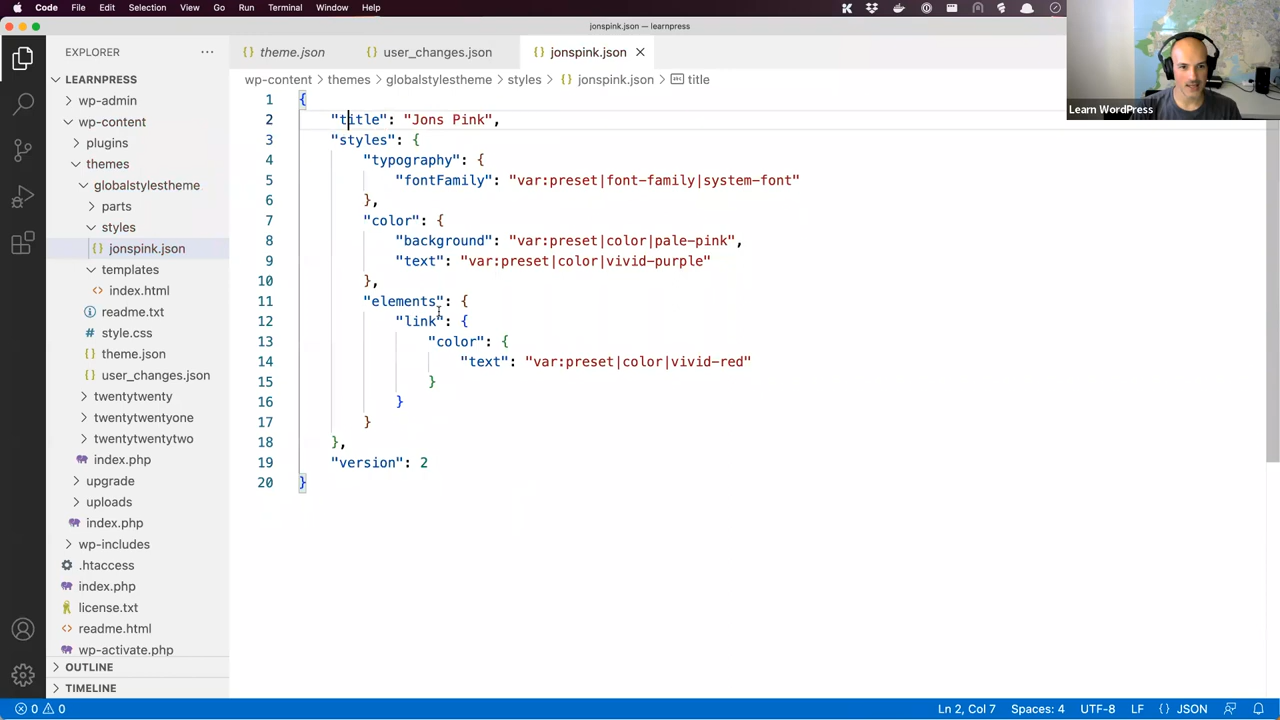 Code File Edit Selection View Go Run Terminal Window Help
jonspink.json — learnpress
EXPLORER ···
theme.json user_changes.json jonspink.json
Learn WordPress
LEARNPRESS
wp-content themes globalstylestheme styles jonspink.json title
wp-admin
wp-content
plugins
themes
globalstylestheme
parts
styles
jonspink.json
templates
index.html
readme.txt
style.css
theme.json
user_changes.json
twentytwenty
twentytwentyone
twentytwentytwo
index.php
upgrade
uploads
index.php
wp-includes
.htaccess
index.php
license.txt
readme.html
wp-activate.php
OUTLINE
TIMELINE
1 {
2 "title": "Jons Pink",
3 "styles": {
4 "typography": {
5 "fontFamily": "var:preset|font-family|system-font"
6 },
7 "color": {
8 "background": "var:preset|color|pale-pink",
9 "text": "var:preset|color|vivid-purple"
10 },
11 "elements": {
12 "link": {
13 "color": {
14 "text": "var:preset|color|vivid-red"
15 }
16 }
17 }
18 },
19 "version": 2
20 }
0 0 Ln 2, Col 7 Spaces: 4 UTF-8 LF {} JSON